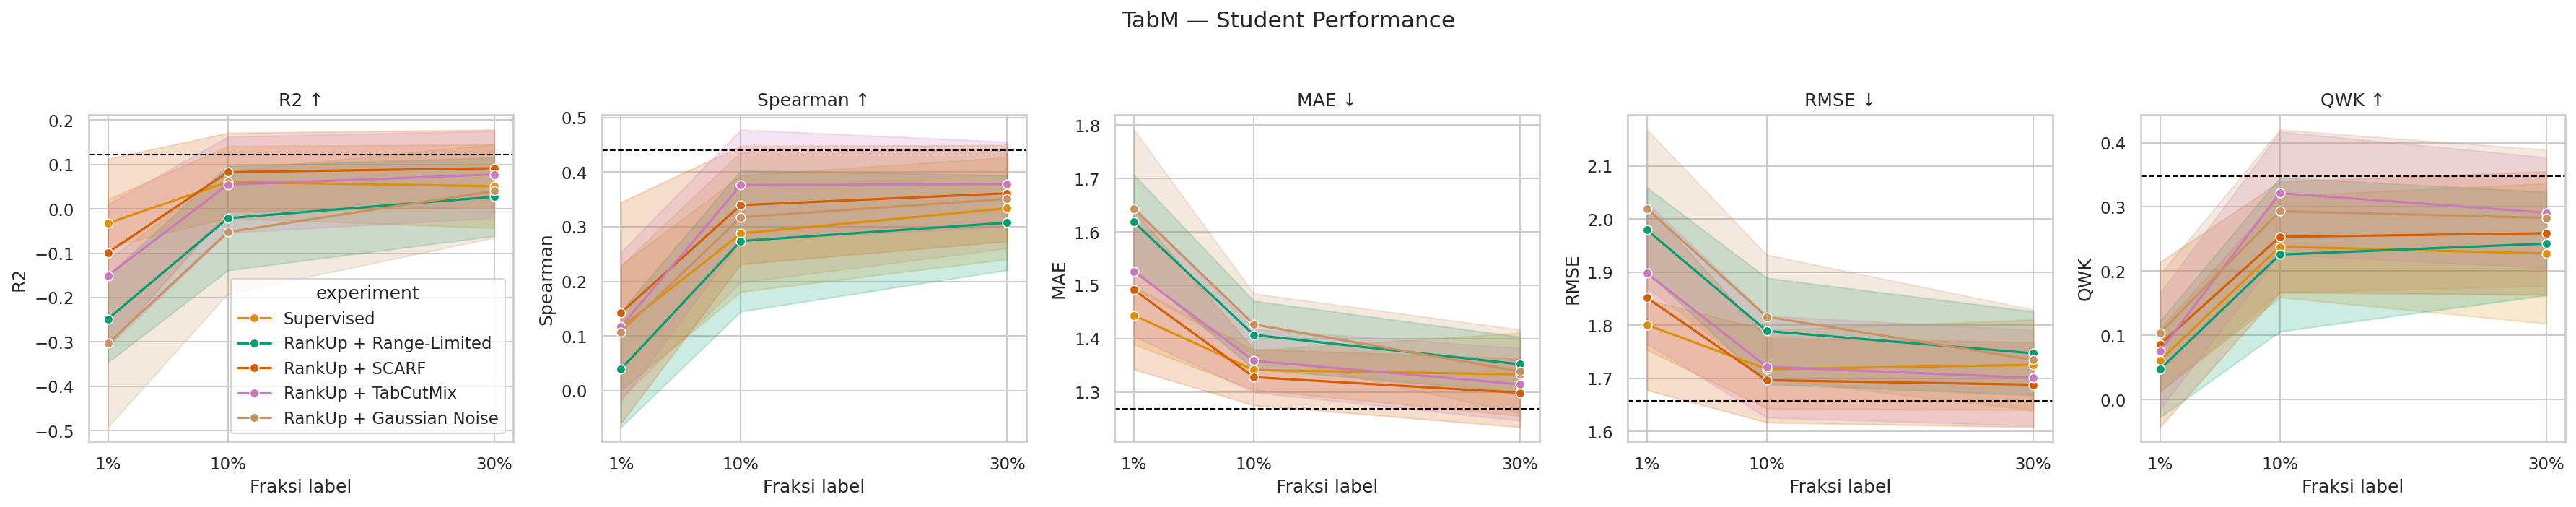 TabM — Student Performance
R2 ↑
0.2
0.1
0.0
−0.1
−0.2
−0.3
−0.4
−0.5
R2
1%
10%
30%
Fraksi label
experiment
Supervised
RankUp + Range-Limited
RankUp + SCARF
RankUp + TabCutMix
RankUp + Gaussian Noise
Spearman ↑
0.5
0.4
0.3
0.2
0.1
0.0
Spearman
1%
10%
30%
Fraksi label
MAE ↓
1.8
1.7
1.6
1.5
1.4
1.3
MAE
1%
10%
30%
Fraksi label
RMSE ↓
2.1
2.0
1.9
1.8
1.7
1.6
RMSE
1%
10%
30%
Fraksi label
QWK ↑
0.4
0.3
0.2
0.1
0.0
QWK
1%
10%
30%
Fraksi label